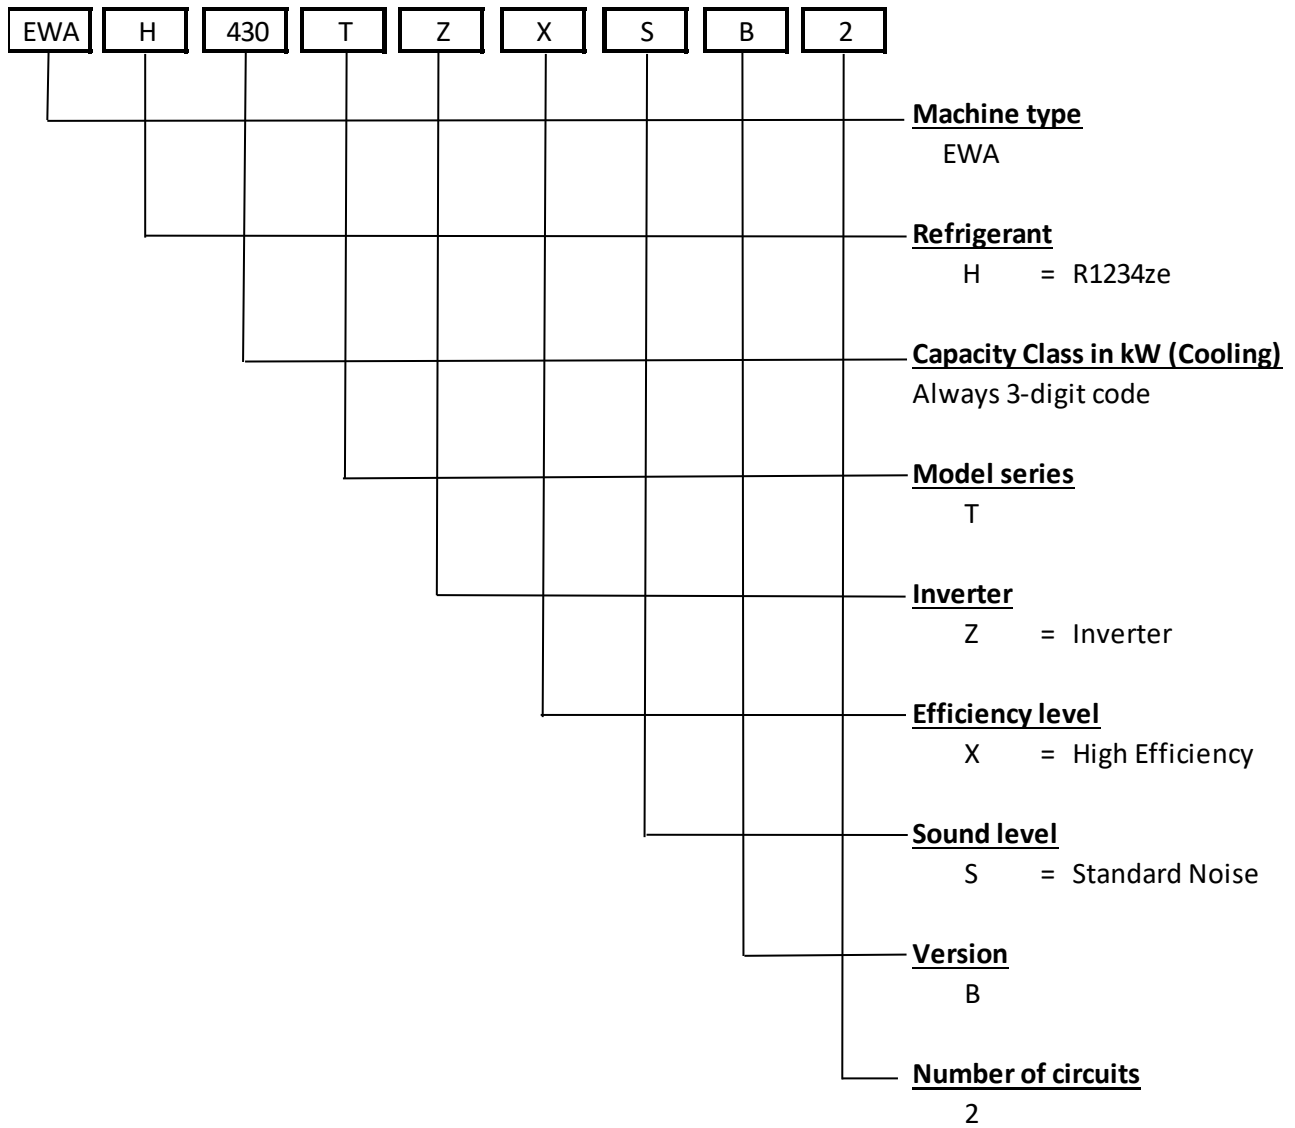 EWA H 430 T Z X S B 2
Machine type
EWA
Refrigerant
H = R1234ze
Capacity Class in kW (Cooling)
Always 3-digit code
Model series
T
Inverter
Z = Inverter
Efficiency level
X = High Efficiency
Sound level
S = Standard Noise
Version
B
Number of circuits
2